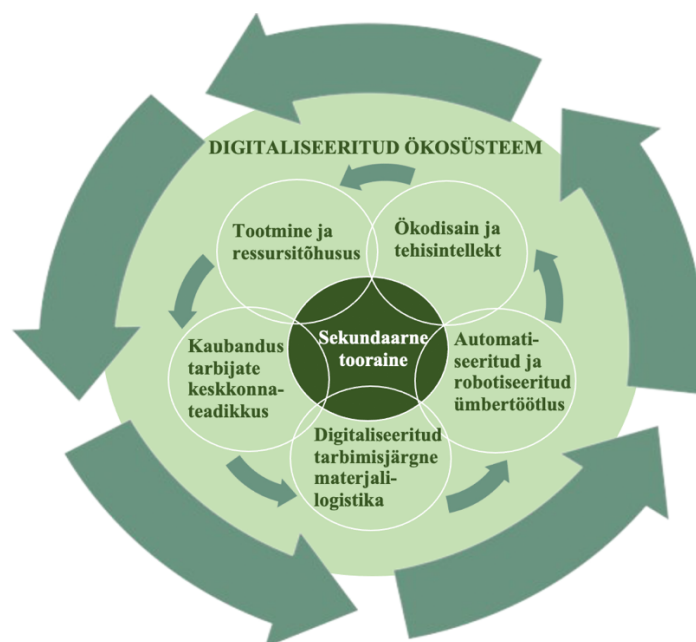 DIGITALISEERITUD ÖKOSÜSTEEM
Tootmine ja
ressursitõhusus
Ökodisain ja
tehisintellekt
Sekundaarne
tooraine
Kaubandus
tarbijate
keskkonna-
teadikkus
Automati-
seeritud ja
robotiseeritud
ümbertöötlus
Digitaliseeritud
tarbimisjärgne
materjali-
logistika